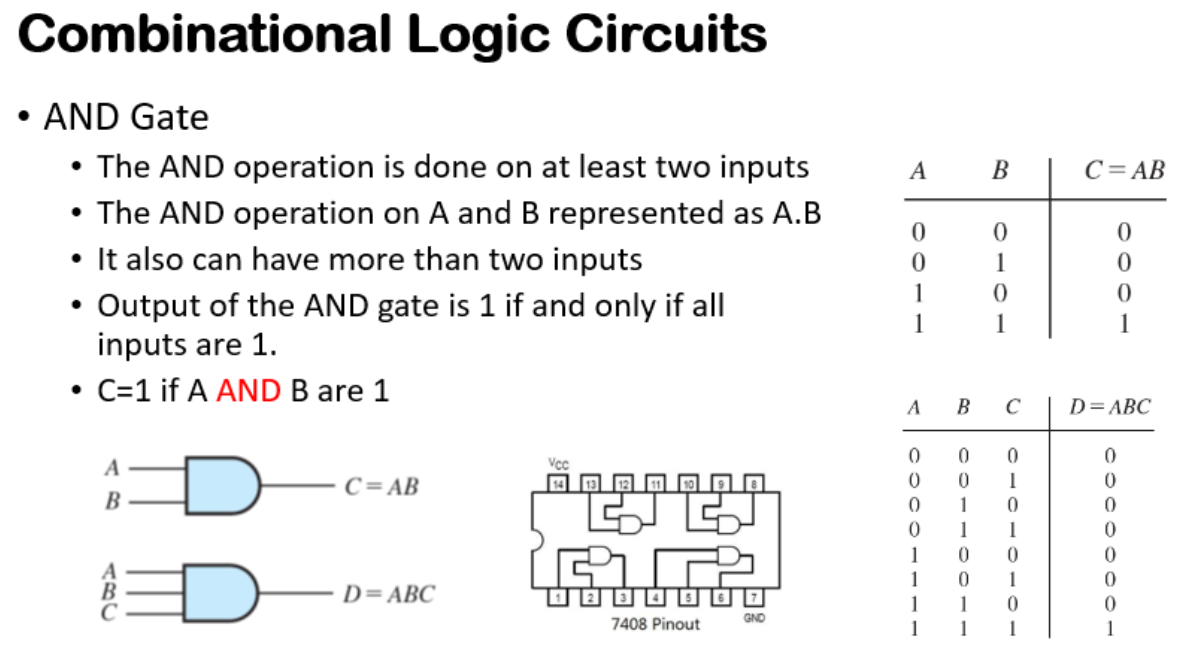 Combinational Logic Circuits
• AND Gate
• The AND operation is done on at least two inputs
• The AND operation on A and B represented as A.B
• It also can have more than two inputs
• Output of the AND gate is 1 if and only if all
inputs are 1.
• C=1 if A AND B are 1
A B C = AB
0 0 0
0 1 0
1 0 0
1 1 1
A B C D = ABC
0 0 0 0
0 0 1 0
0 1 0 0
0 1 1 0
1 0 0 0
1 0 1 0
1 1 0 0
1 1 1 1
A
B
C = AB
A
B
C
D = ABC
Vcc
14 13 12 11 10 9 8
1 2 3 4 5 6 7
GND
7408 Pinout